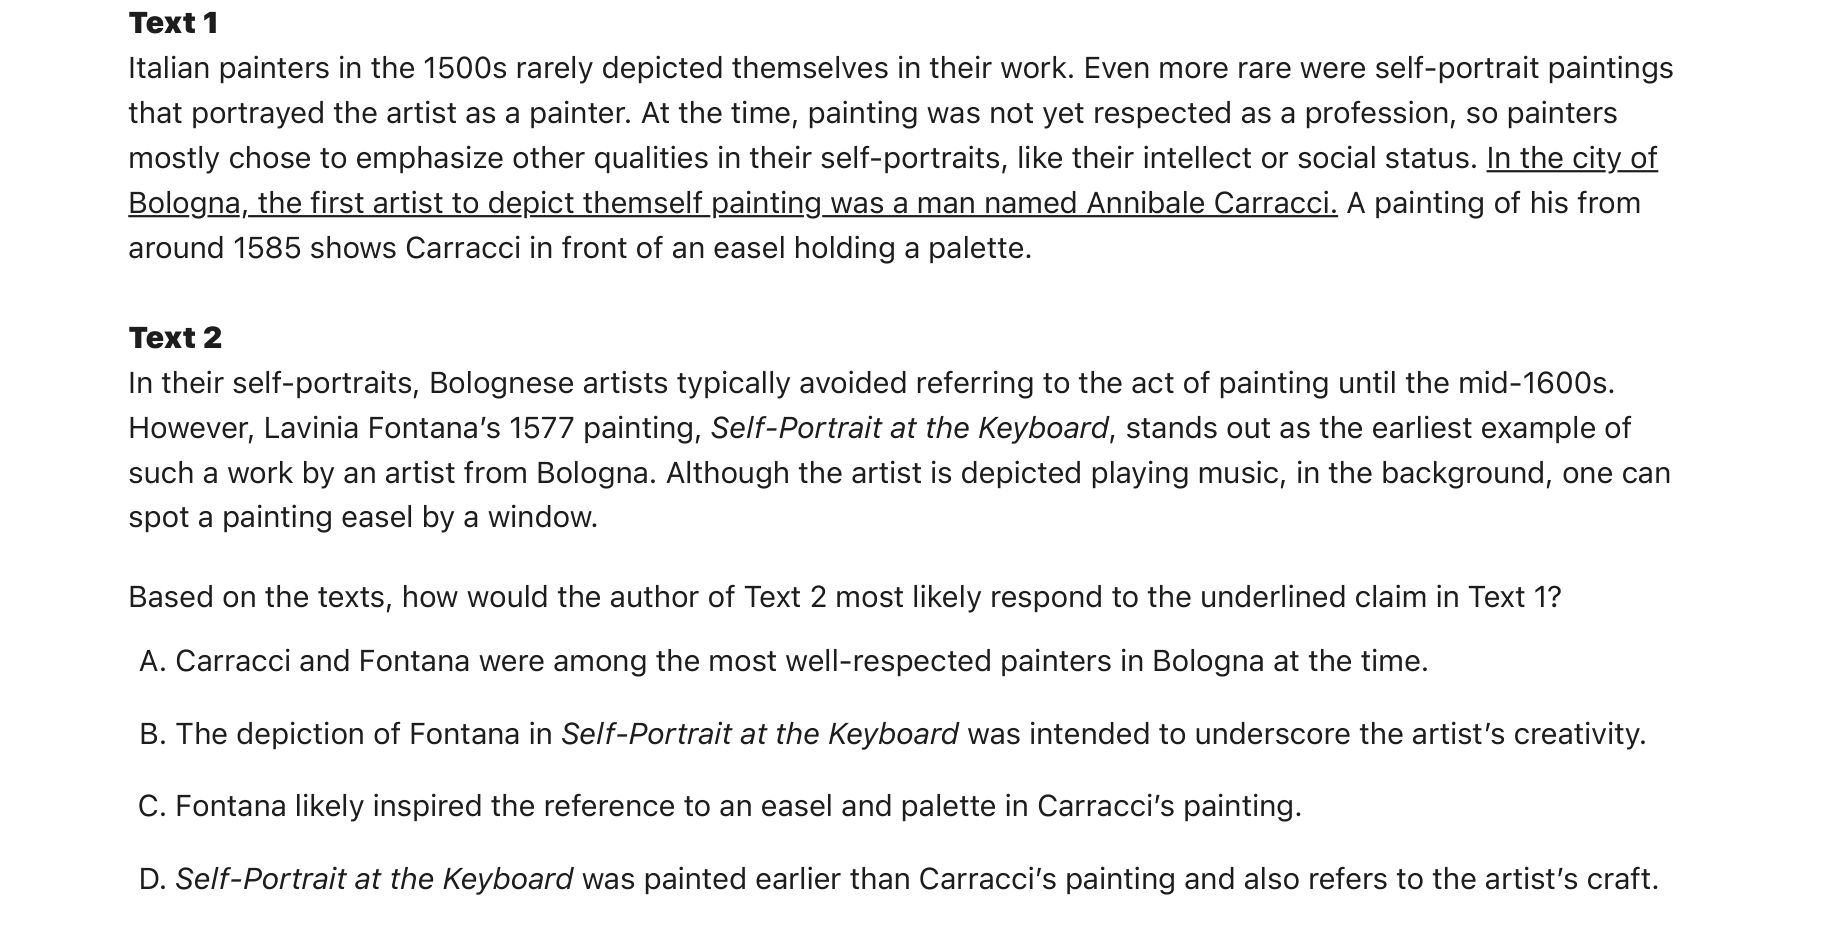 Text 1
Italian painters in the 1500s rarely depicted themselves in their work. Even more rare were self-portrait paintings
that portrayed the artist as a painter. At the time, painting was not yet respected as a profession, so painters
mostly chose to emphasize other qualities in their self-portraits, like their intellect or social status. In the city of
Bologna, the first artist to depict themself painting was a man named Annibale Carracci. A painting of his from
around 1585 shows Carracci in front of an easel holding a palette.
Text 2
In their self-portraits, Bolognese artists typically avoided referring to the act of painting until the mid-1600s.
However, Lavinia Fontana’s 1577 painting, Self-Portrait at the Keyboard, stands out as the earliest example of
such a work by an artist from Bologna. Although the artist is depicted playing music, in the background, one can
spot a painting easel by a window.
Based on the texts, how would the author of Text 2 most likely respond to the underlined claim in Text 1?
A. Carracci and Fontana were among the most well-respected painters in Bologna at the time.
B. The depiction of Fontana in Self-Portrait at the Keyboard was intended to underscore the artist’s creativity.
C. Fontana likely inspired the reference to an easel and palette in Carracci’s painting.
D. Self-Portrait at the Keyboard was painted earlier than Carracci’s painting and also refers to the artist’s craft.